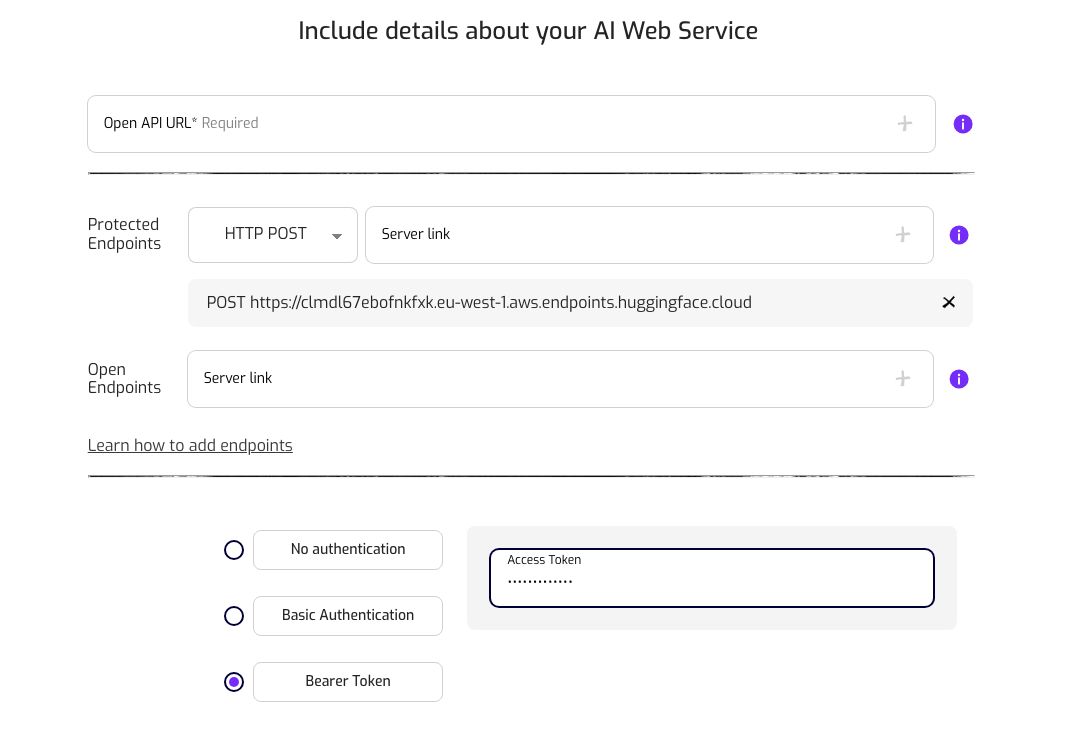 Include details about your AI Web Service
Open API URL* Required
Protected
Endpoints
HTTP POST
Server link
POST https://clmdl67ebofnkfxk.eu-west-1.aws.endpoints.huggingface.cloud
Open
Endpoints
Server link
Learn how to add endpoints
No authentication
Access Token
•••••••••••••
Basic Authentication
Bearer Token